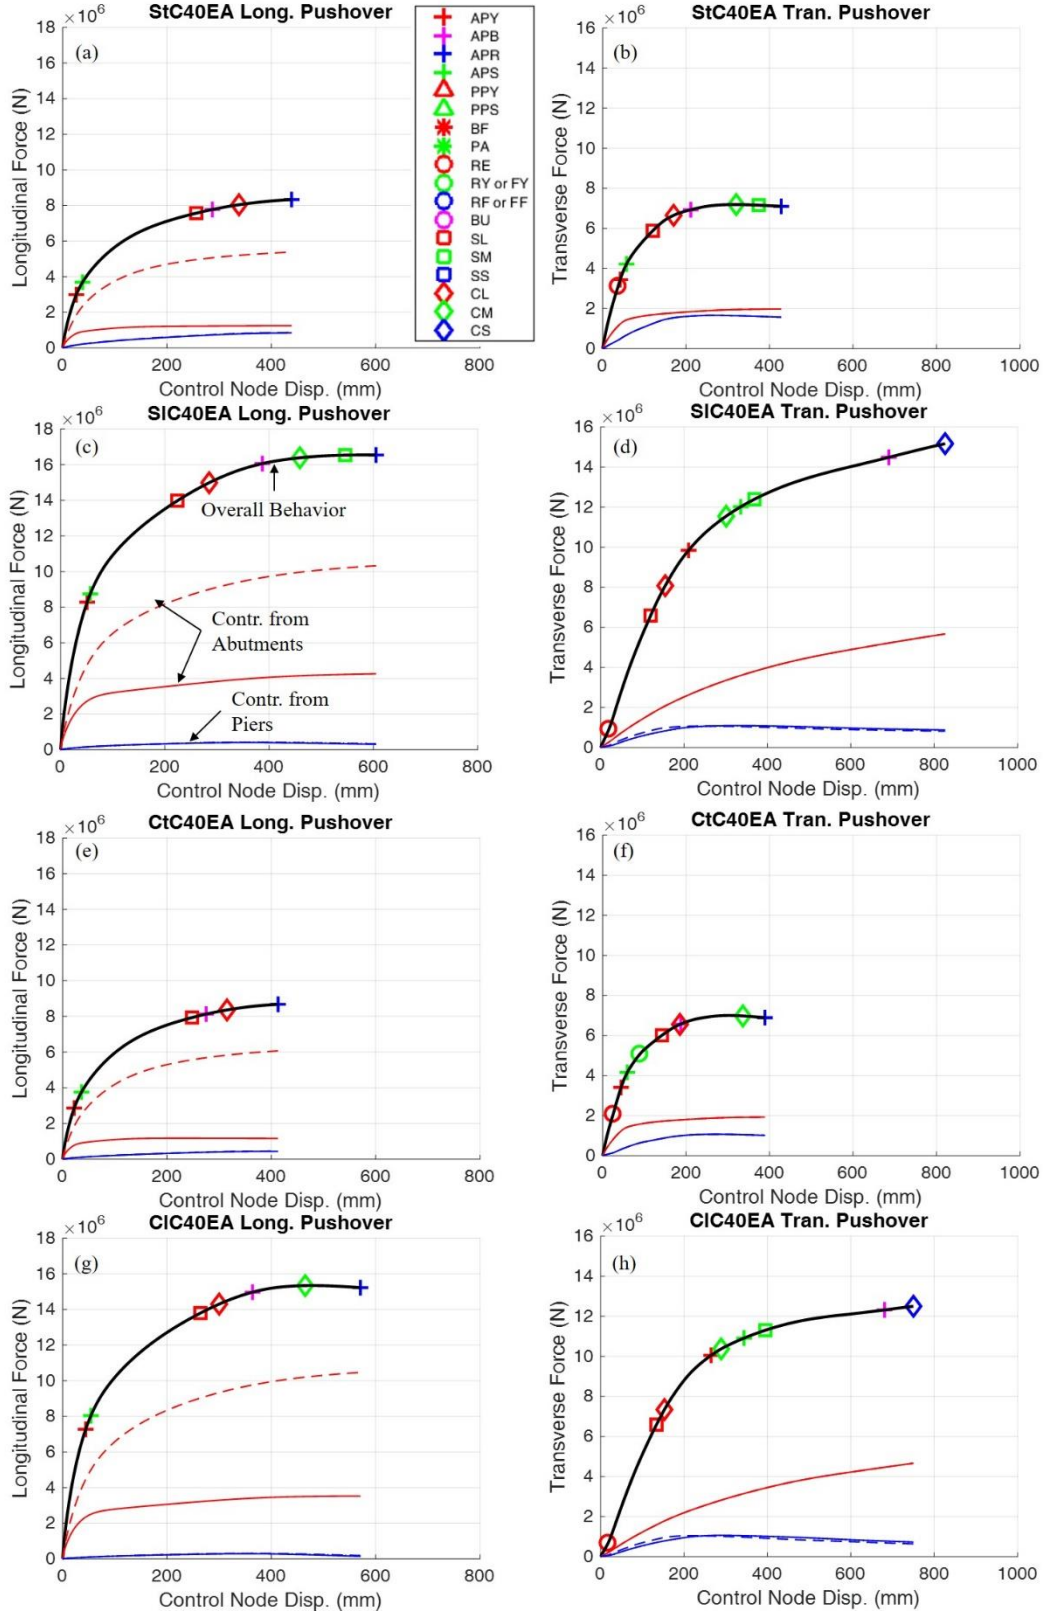 StC40EA Long. Pushover
×10⁶
18
16
14
12
10
8
6
4
2
0
(a)
Longitudinal Force (N)
0 200 400 600 800
Control Node Disp. (mm)
APY
APB
APR
APS
PPY
PPS
BF
PA
RE
RY or FY
RF or FF
BU
SL
SM
SS
CL
CM
CS
StC40EA Tran. Pushover
×10⁶
16
14
12
10
8
6
4
2
0
(b)
Transverse Force (N)
0 200 400 600 800 1000
Control Node Disp. (mm)
SlC40EA Long. Pushover
×10⁶
18
16
14
12
10
8
6
4
2
0
(c)
Longitudinal Force (N)
Overall Behavior
Contr. from
Abutments
Contr. from
Piers
0 200 400 600 800
Control Node Disp. (mm)
SlC40EA Tran. Pushover
×10⁶
16
14
12
10
8
6
4
2
0
(d)
Transverse Force (N)
0 200 400 600 800 1000
Control Node Disp. (mm)
CtC40EA Long. Pushover
×10⁶
18
16
14
12
10
8
6
4
2
0
(e)
Longitudinal Force (N)
0 200 400 600 800
Control Node Disp. (mm)
CtC40EA Tran. Pushover
×10⁶
16
14
12
10
8
6
4
2
0
(f)
Transverse Force (N)
0 200 400 600 800 1000
Control Node Disp. (mm)
ClC40EA Long. Pushover
×10⁶
18
16
14
12
10
8
6
4
2
0
(g)
Longitudinal Force (N)
0 200 400 600 800
Control Node Disp. (mm)
ClC40EA Tran. Pushover
×10⁶
16
14
12
10
8
6
4
2
0
(h)
Transverse Force (N)
0 200 400 600 800 1000
Control Node Disp. (mm)